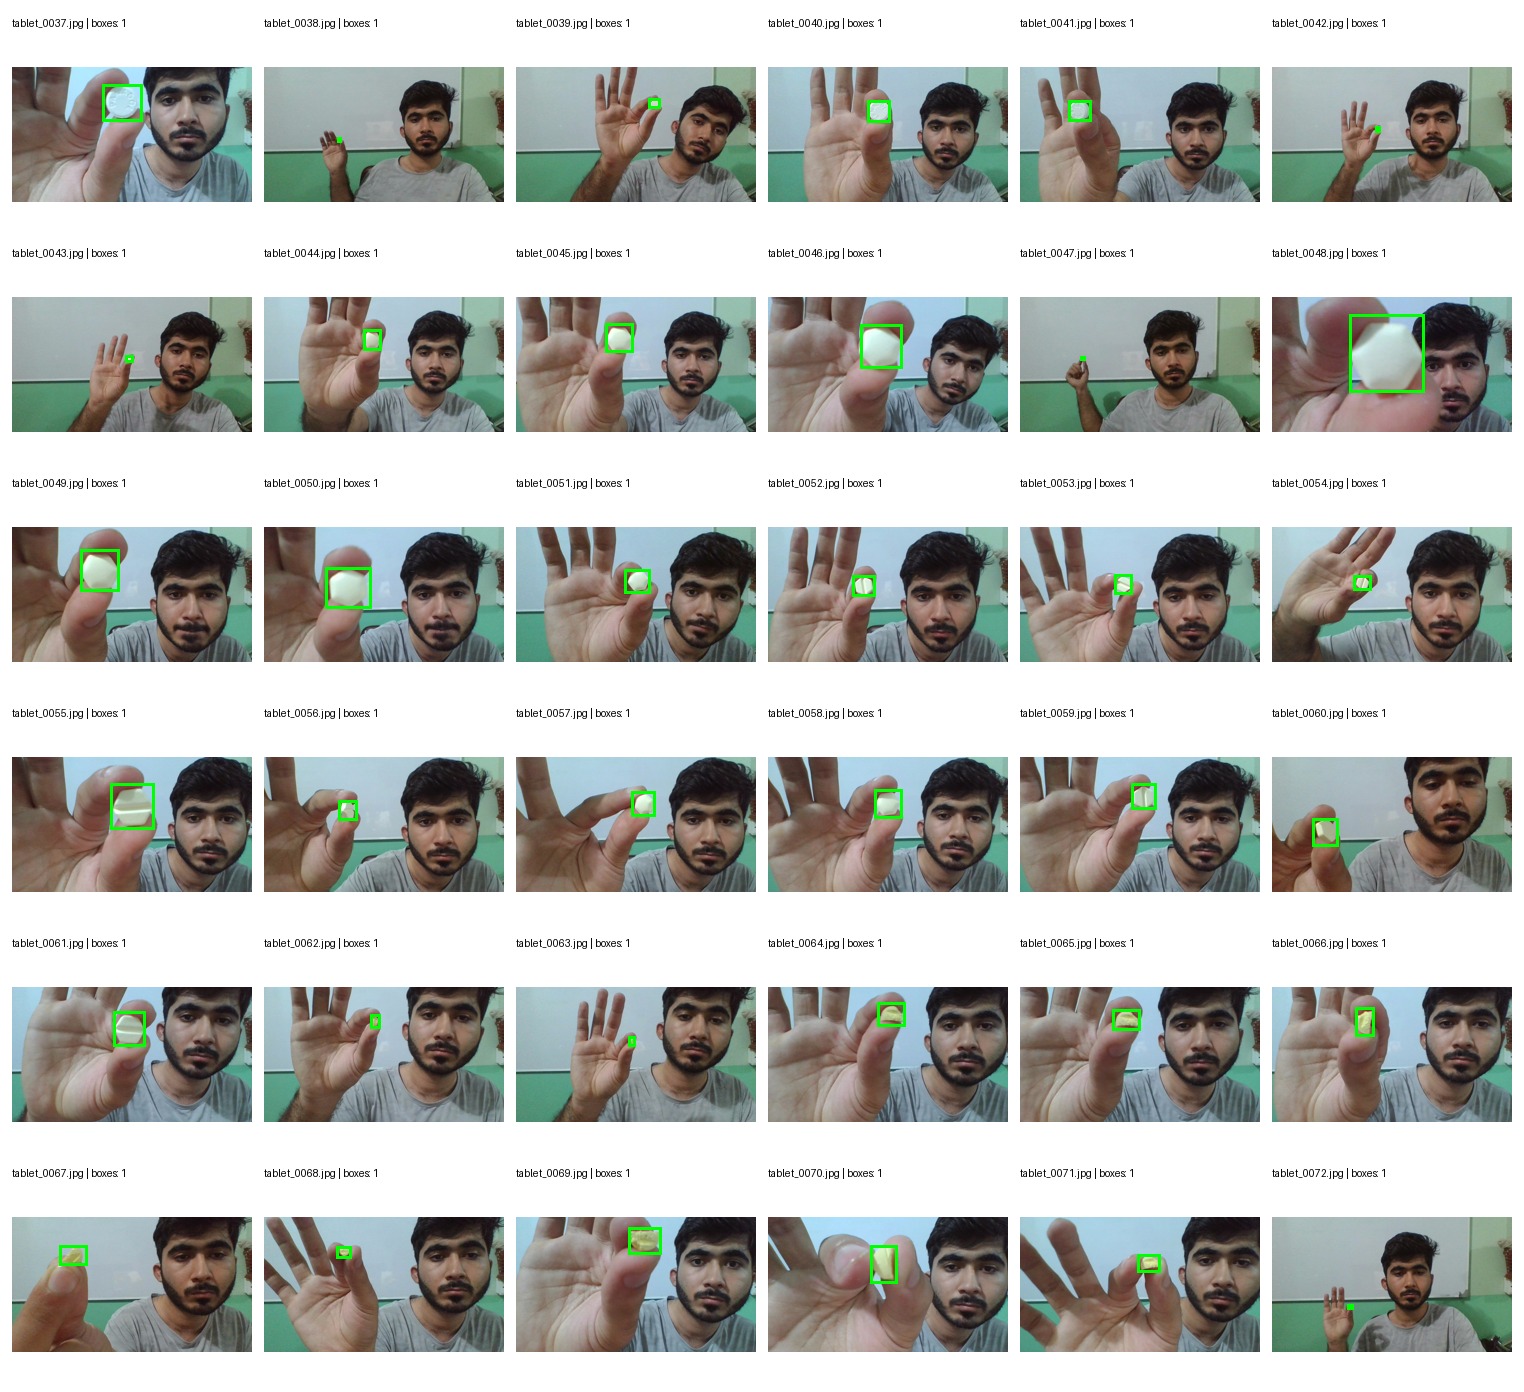 tablet_0037.jpg | boxes: 1
tablet_0038.jpg | boxes: 1
tablet_0039.jpg | boxes: 1
tablet_0040.jpg | boxes: 1
tablet_0041.jpg | boxes: 1
tablet_0042.jpg | boxes: 1
tablet_0043.jpg | boxes: 1
tablet_0044.jpg | boxes: 1
tablet_0045.jpg | boxes: 1
tablet_0046.jpg | boxes: 1
tablet_0047.jpg | boxes: 1
tablet_0048.jpg | boxes: 1
tablet_0049.jpg | boxes: 1
tablet_0050.jpg | boxes: 1
tablet_0051.jpg | boxes: 1
tablet_0052.jpg | boxes: 1
tablet_0053.jpg | boxes: 1
tablet_0054.jpg | boxes: 1
tablet_0055.jpg | boxes: 1
tablet_0056.jpg | boxes: 1
tablet_0057.jpg | boxes: 1
tablet_0058.jpg | boxes: 1
tablet_0059.jpg | boxes: 1
tablet_0060.jpg | boxes: 1
tablet_0061.jpg | boxes: 1
tablet_0062.jpg | boxes: 1
tablet_0063.jpg | boxes: 1
tablet_0064.jpg | boxes: 1
tablet_0065.jpg | boxes: 1
tablet_0066.jpg | boxes: 1
tablet_0067.jpg | boxes: 1
tablet_0068.jpg | boxes: 1
tablet_0069.jpg | boxes: 1
tablet_0070.jpg | boxes: 1
tablet_0071.jpg | boxes: 1
tablet_0072.jpg | boxes: 1